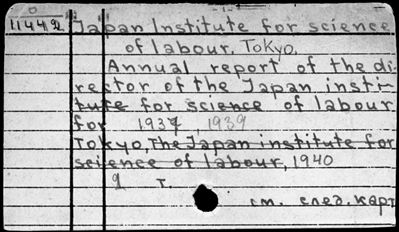 11442 Japan Institute for science
of labour. Tokyo.
Annual report of the di-
rector of the Japan insti-
tute for science of labour
for 1937, 1939
Tokyo, The Japan institute for
science of labour, 1940
9 т.
см. след. карт